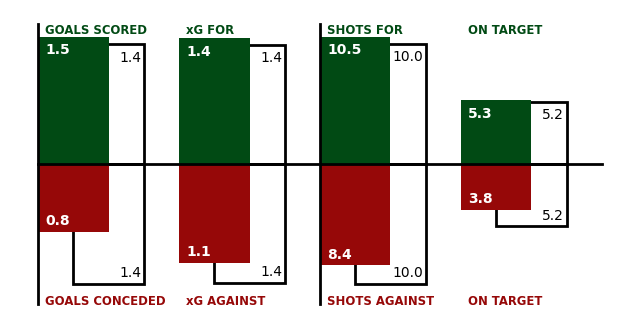 GOALS SCORED xG FOR SHOTS FOR ON TARGET
1.5 1.4 1.4 1.4 10.5 10.0
5.3 5.2
0.8 1.1 8.4 3.8 5.2
1.4 1.4 10.0
GOALS CONCEDED xG AGAINST SHOTS AGAINST ON TARGET